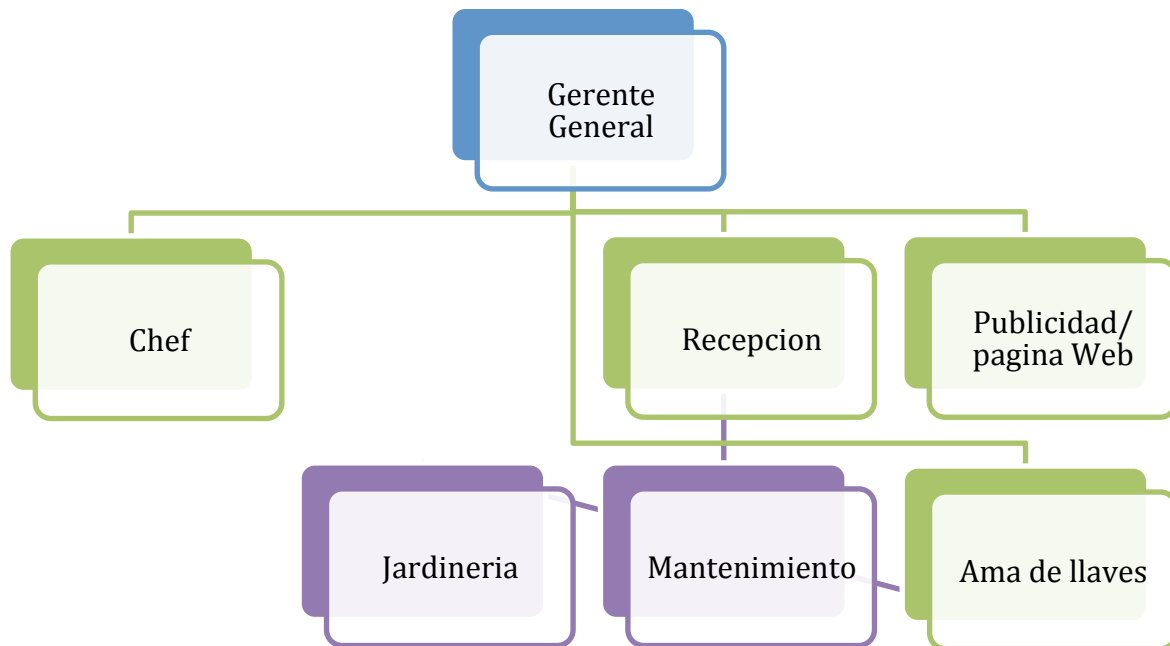 Gerente
General
Chef
Recepcion
Publicidad/
pagina Web
Jardineria
Mantenimiento
Ama de llaves